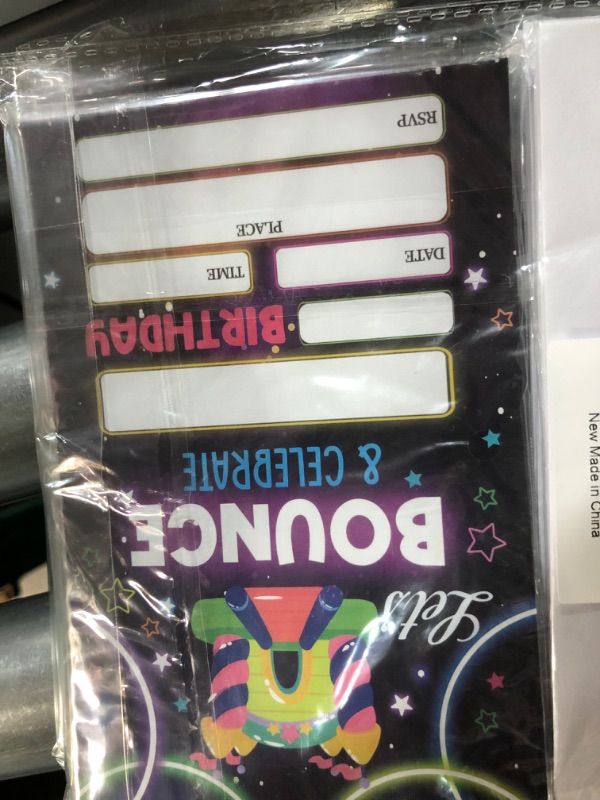 Let's
BOUNCE
& CELEBRATE
BIRTHDAY
DATE TIME
PLACE
RSVP
New Made in China